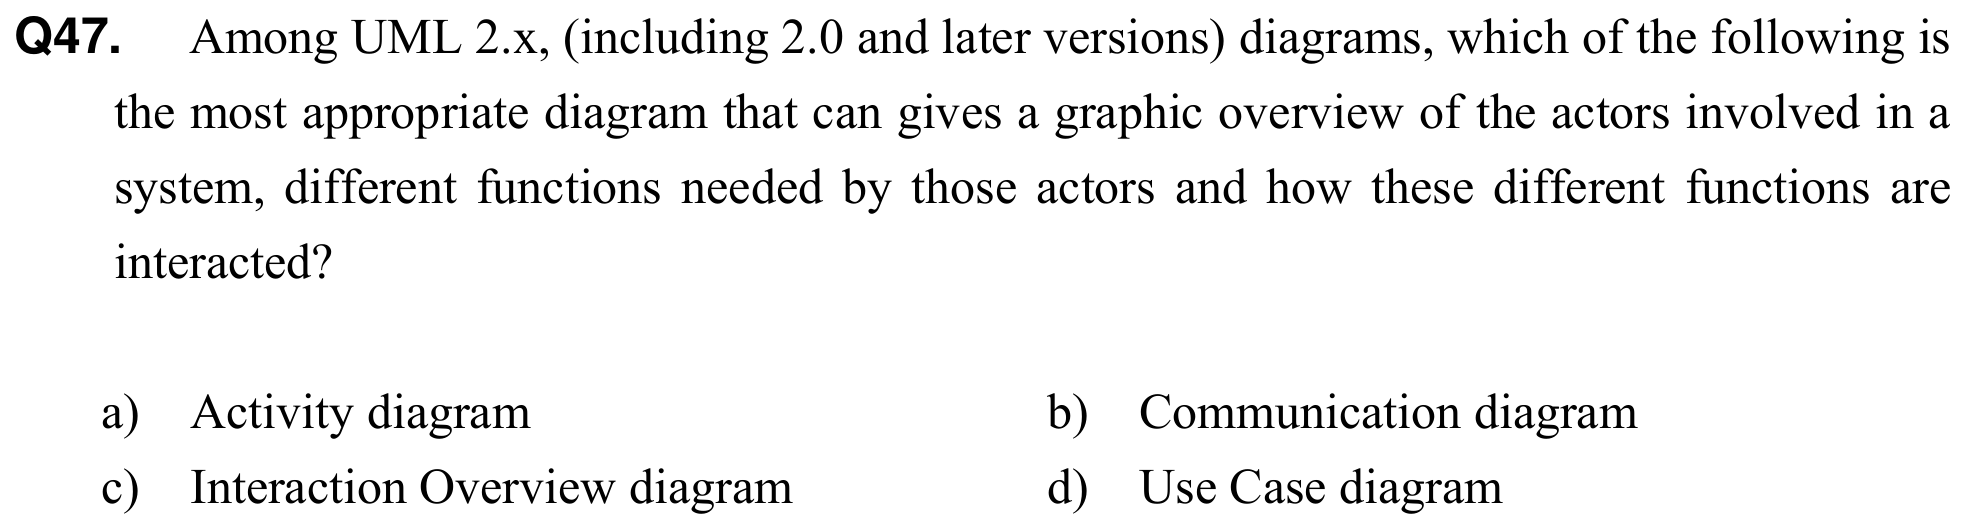 Q47. Among UML 2.x, (including 2.0 and later versions) diagrams, which of the following is
the most appropriate diagram that can gives a graphic overview of the actors involved in a
system, different functions needed by those actors and how these different functions are
interacted?
a) Activity diagram b) Communication diagram
c) Interaction Overview diagram d) Use Case diagram